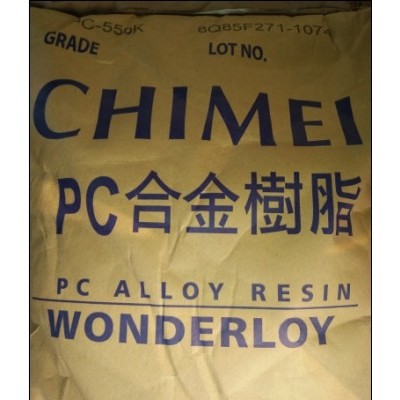 GRADE LOT NO.
CHIMEI
PC合金樹脂
PC ALLOY RESIN
WONDERLOY